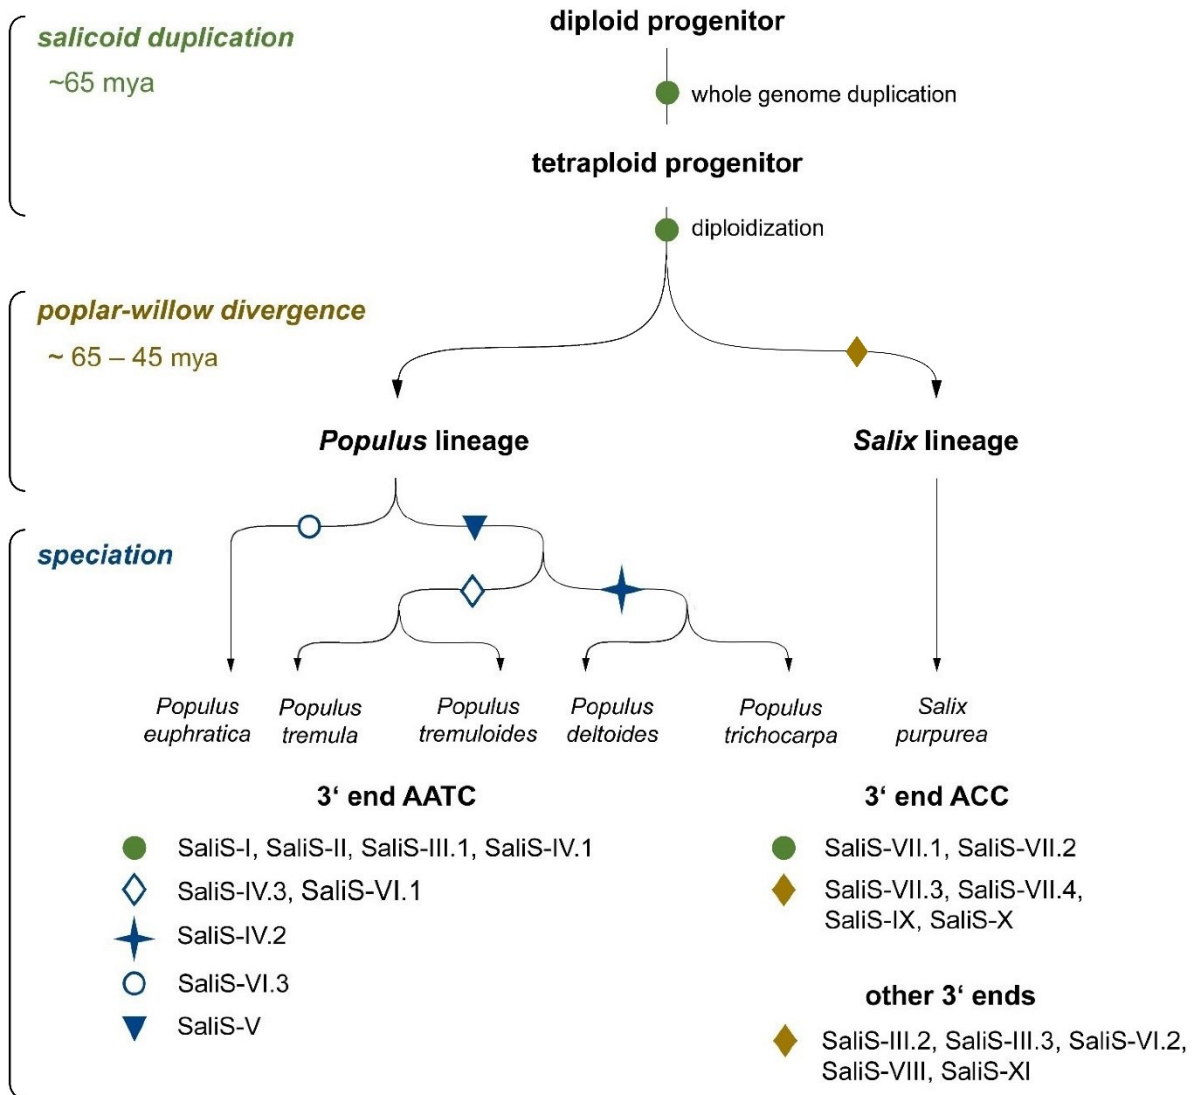 diploid progenitor
salicoid duplication
~65 mya
whole genome duplication
tetraploid progenitor
diploidization
poplar-willow divergence
~ 65 – 45 mya
Populus lineage
Salix lineage
speciation
Populus
euphratica
Populus
tremula
Populus
tremuloides
Populus
deltoides
Populus
trichocarpa
Salix
purpurea
3‘ end AATC
SaliS-I, SaliS-II, SaliS-III.1, SaliS-IV.1
SaliS-IV.3, SaliS-VI.1
SaliS-IV.2
SaliS-VI.3
SaliS-V
3‘ end ACC
SaliS-VII.1, SaliS-VII.2
SaliS-VII.3, SaliS-VII.4,
SaliS-IX, SaliS-X
other 3‘ ends
SaliS-III.2, SaliS-III.3, SaliS-VI.2,
SaliS-VIII, SaliS-XI